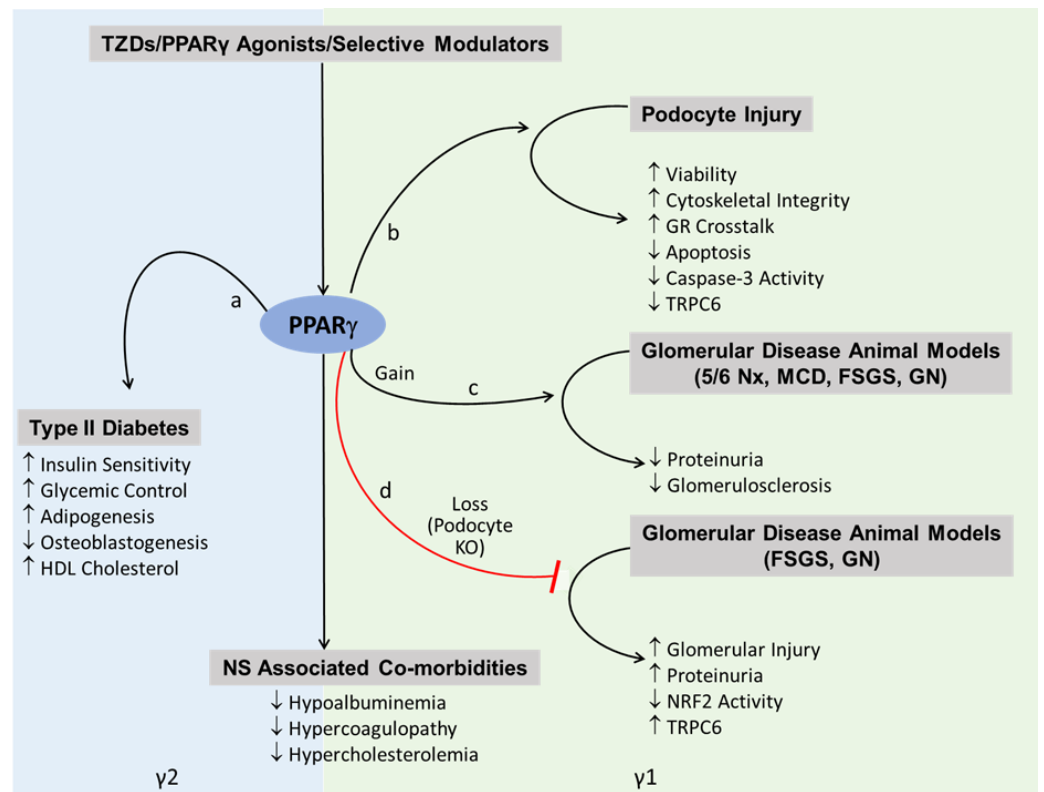 TZDs/PPARγ Agonists/Selective Modulators
Podocyte Injury
↑ Viability
↑ Cytoskeletal Integrity
↑ GR Crosstalk
↓ Apoptosis
↓ Caspase-3 Activity
↓ TRPC6
b
a
PPARγ
Gain
c
Glomerular Disease Animal Models
(5/6 Nx, MCD, FSGS, GN)
↓ Proteinuria
↓ Glomerulosclerosis
Type II Diabetes
↑ Insulin Sensitivity
↑ Glycemic Control
↑ Adipogenesis
↓ Osteoblastogenesis
↑ HDL Cholesterol
d
Loss
(Podocyte
KO)
Glomerular Disease Animal Models
(FSGS, GN)
↑ Glomerular Injury
↑ Proteinuria
↓ NRF2 Activity
↑ TRPC6
NS Associated Co-morbidities
↓ Hypoalbuminemia
↓ Hypercoagulopathy
↓ Hypercholesterolemia
γ2
γ1